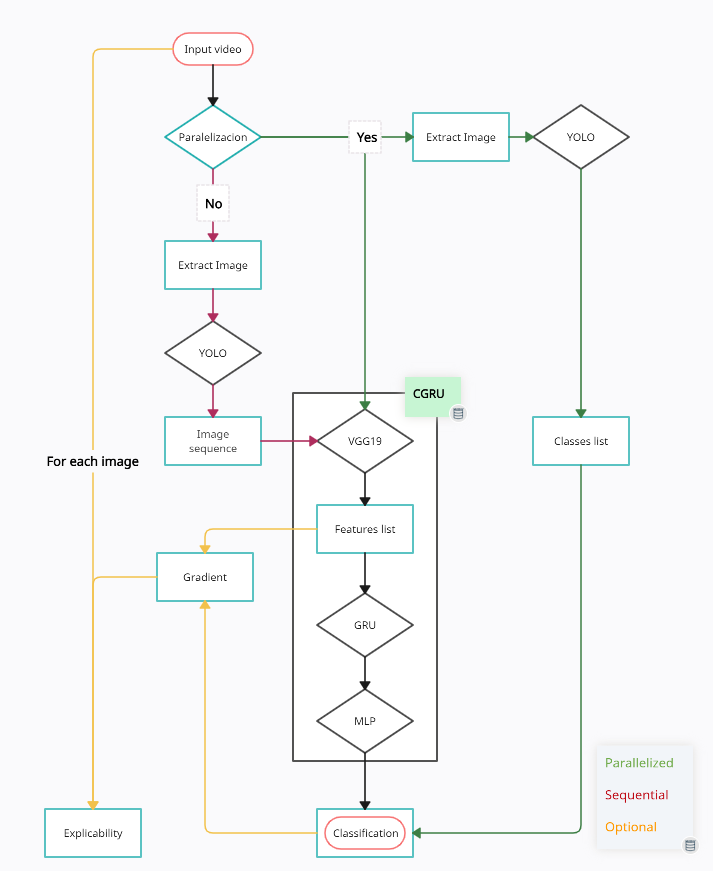 Input video
Paralelizacion
Yes
Extract Image
YOLO
No
Extract Image
YOLO
CGRU
Image
sequence
VGG19
Classes list
For each image
Features list
Gradient
GRU
MLP
Parallelized
Sequential
Optional
Explicability
Classification